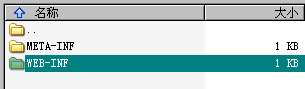 名称 大小
..
META-INF 1 KB
WEB-INF 1 KB